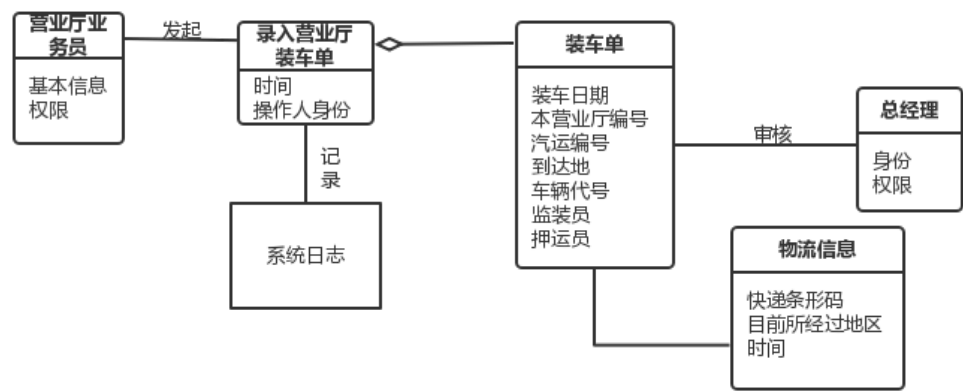 营业厅业
务员
基本信息
权限
发起
录入营业厅
装车单
时间
操作人身份
记
录
系统日志
装车单
装车日期
本营业厅编号
汽运编号
到达地
车辆代号
监装员
押运员
审核
总经理
身份
权限
物流信息
快递条形码
目前所经过地区
时间